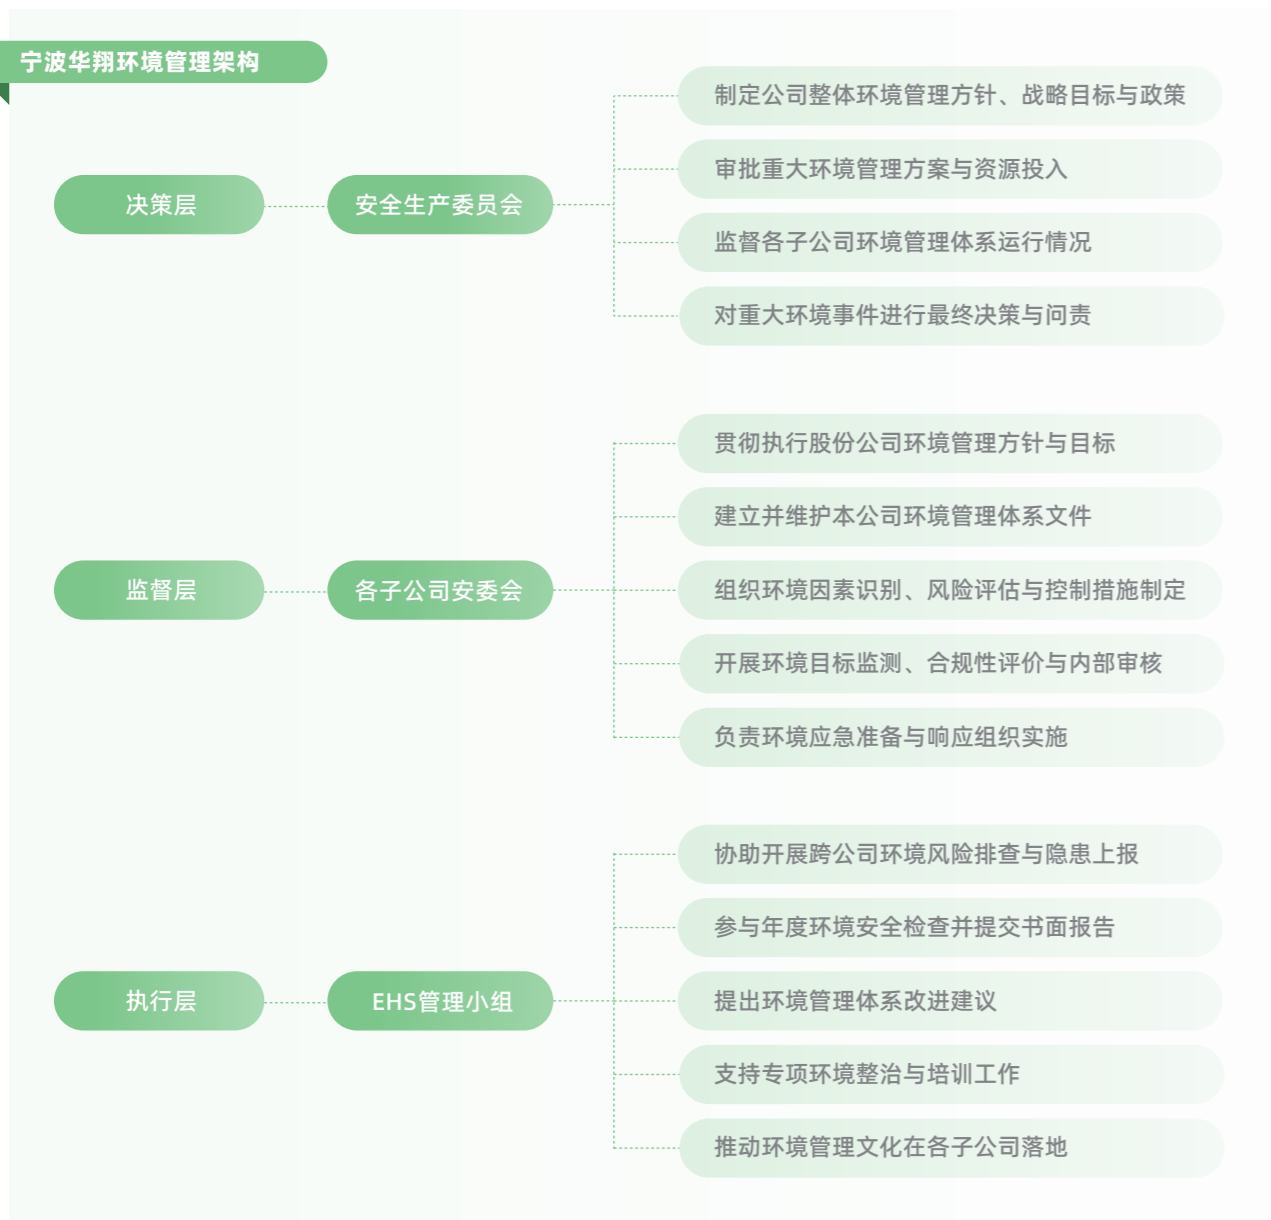 宁波华翔环境管理架构
决策层
安全生产委员会
制定公司整体环境管理方针、战略目标与政策
审批重大环境管理方案与资源投入
监督各子公司环境管理体系运行情况
对重大环境事件进行最终决策与问责
监督层
各子公司安委会
贯彻执行股份公司环境管理方针与目标
建立并维护本公司环境管理体系文件
组织环境因素识别、风险评估与控制措施制定
开展环境目标监测、合规性评价与内部审核
负责环境应急准备与响应组织实施
执行层
EHS管理小组
协助开展跨公司环境风险排查与隐患上报
参与年度环境安全检查并提交书面报告
提出环境管理体系改进建议
支持专项环境整治与培训工作
推动环境管理文化在各子公司落地